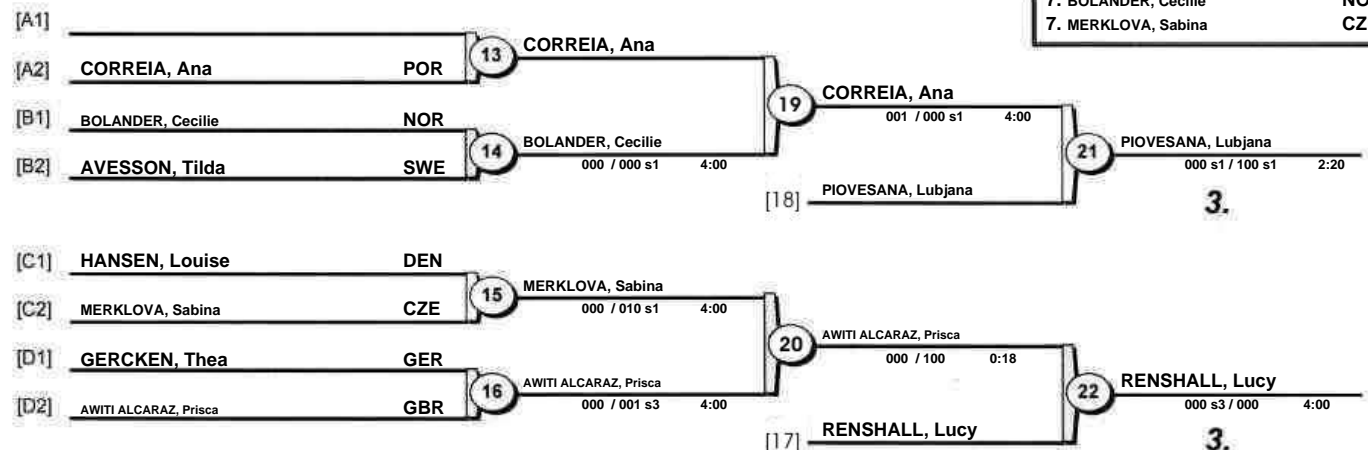 7. BOLANDER, Cecilie NO
7. MERKLOVA, Sabina CZ
[A1]
13 CORREIA, Ana
[A2] CORREIA, Ana POR
19 CORREIA, Ana
001 / 000 s1 4:00
[B1] BOLANDER, Cecilie NOR
14 BOLANDER, Cecilie
000 / 000 s1 4:00
21 PIOVESANA, Lubjana
000 s1 / 100 s1 2:20
[B2] AVESSON, Tilda SWE
[18] PIOVESANA, Lubjana
3.
[C1] HANSEN, Louise DEN
15 MERKLOVA, Sabina
000 / 010 s1 4:00
[C2] MERKLOVA, Sabina CZE
20 AWITI ALCARAZ, Prisca
000 / 100 0:18
[D1] GERCKEN, Thea GER
16 AWITI ALCARAZ, Prisca
000 / 001 s3 4:00
22 RENSHALL, Lucy
000 s3 / 000 4:00
[D2] AWITI ALCARAZ, Prisca GBR
[17] RENSHALL, Lucy
3.